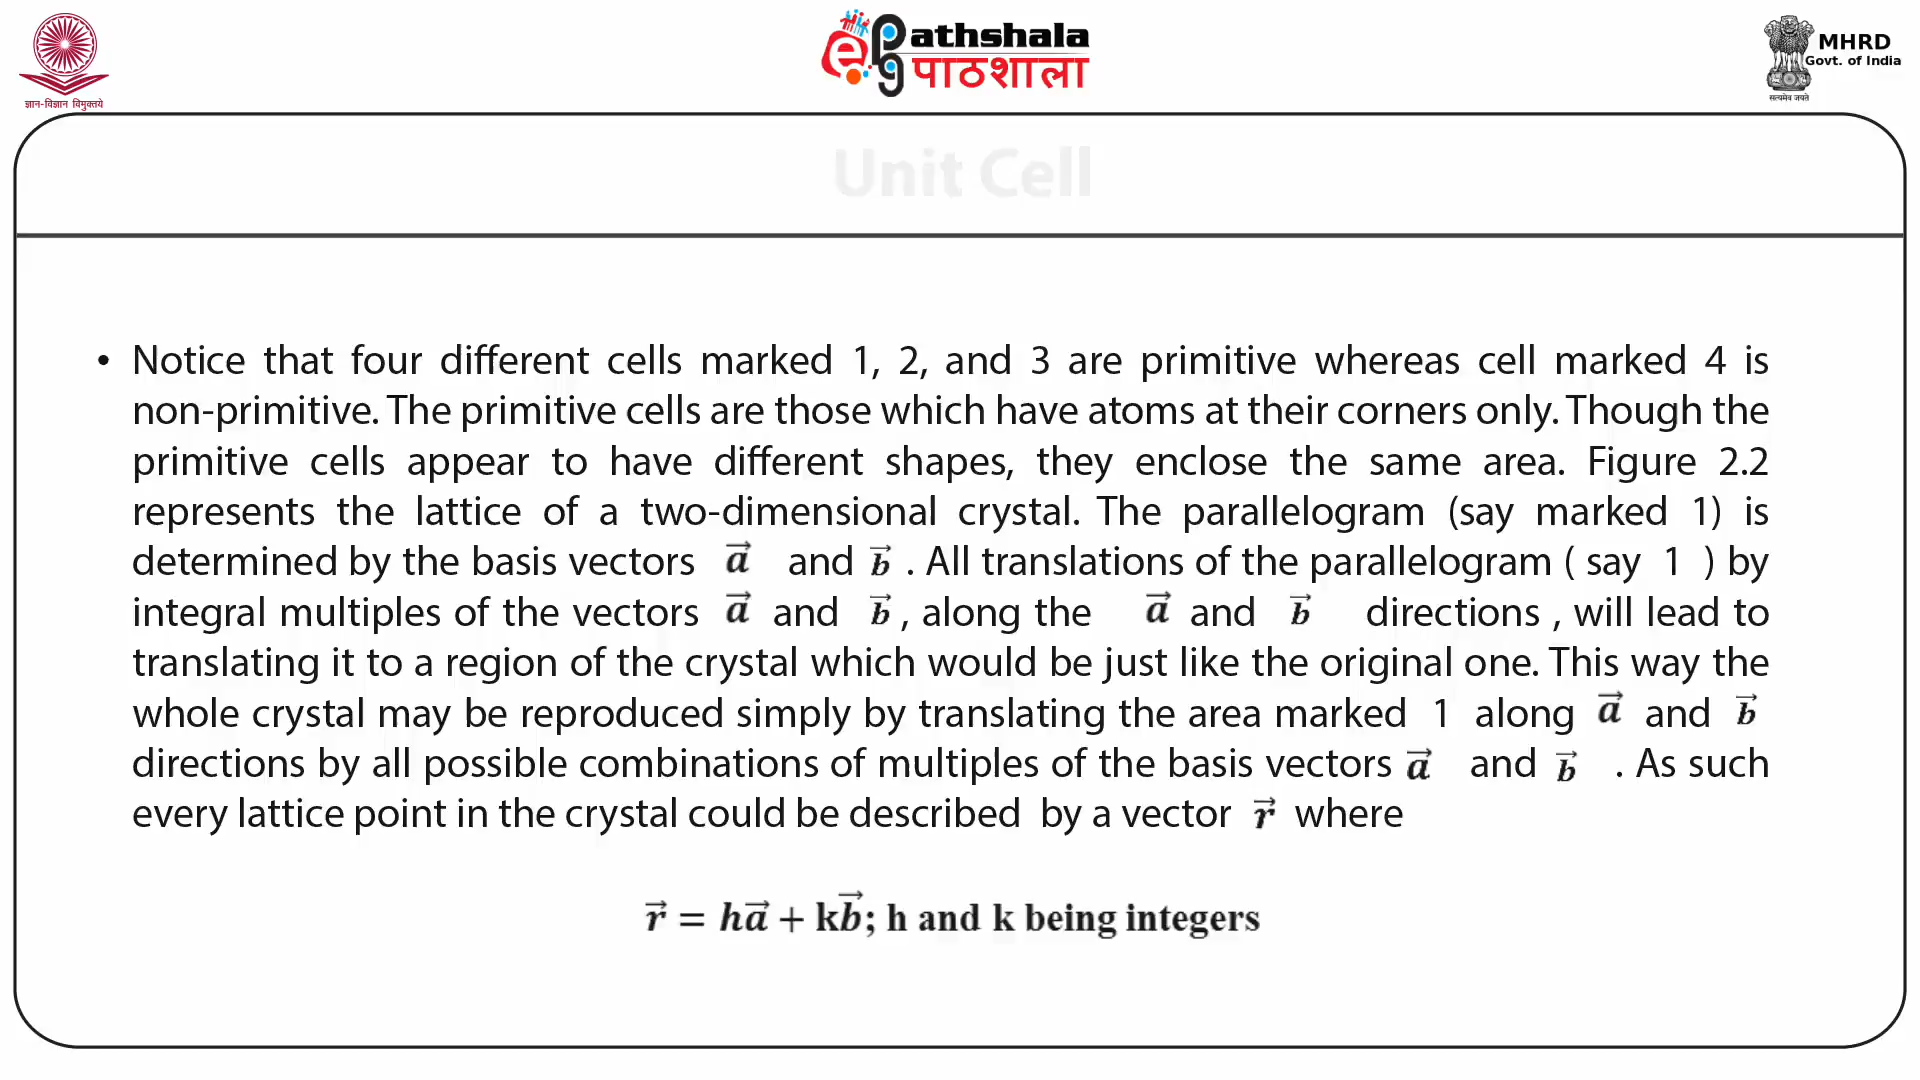 ज्ञान-विज्ञान विमुक्तये
ePathshala
पाठशाला
MHRD
Govt. of India
सत्यमेव जयते
Unit Cell
• Notice that four different cells marked 1, 2, and 3 are primitive whereas cell marked 4 is
non-primitive. The primitive cells are those which have atoms at their corners only. Though the
primitive cells appear to have different shapes, they enclose the same area. Figure 2.2
represents the lattice of a two-dimensional crystal. The parallelogram (say marked 1) is
determined by the basis vectors a⃗ and b⃗ . All translations of the parallelogram ( say 1 ) by
integral multiples of the vectors a⃗ and b⃗ , along the a⃗ and b⃗ directions , will lead to
translating it to a region of the crystal which would be just like the original one. This way the
whole crystal may be reproduced simply by translating the area marked 1 along a⃗ and b⃗
directions by all possible combinations of multiples of the basis vectors a⃗ and b⃗ . As such
every lattice point in the crystal could be described by a vector r⃗ where
r⃗ = ha⃗ + kb⃗; h and k being integers